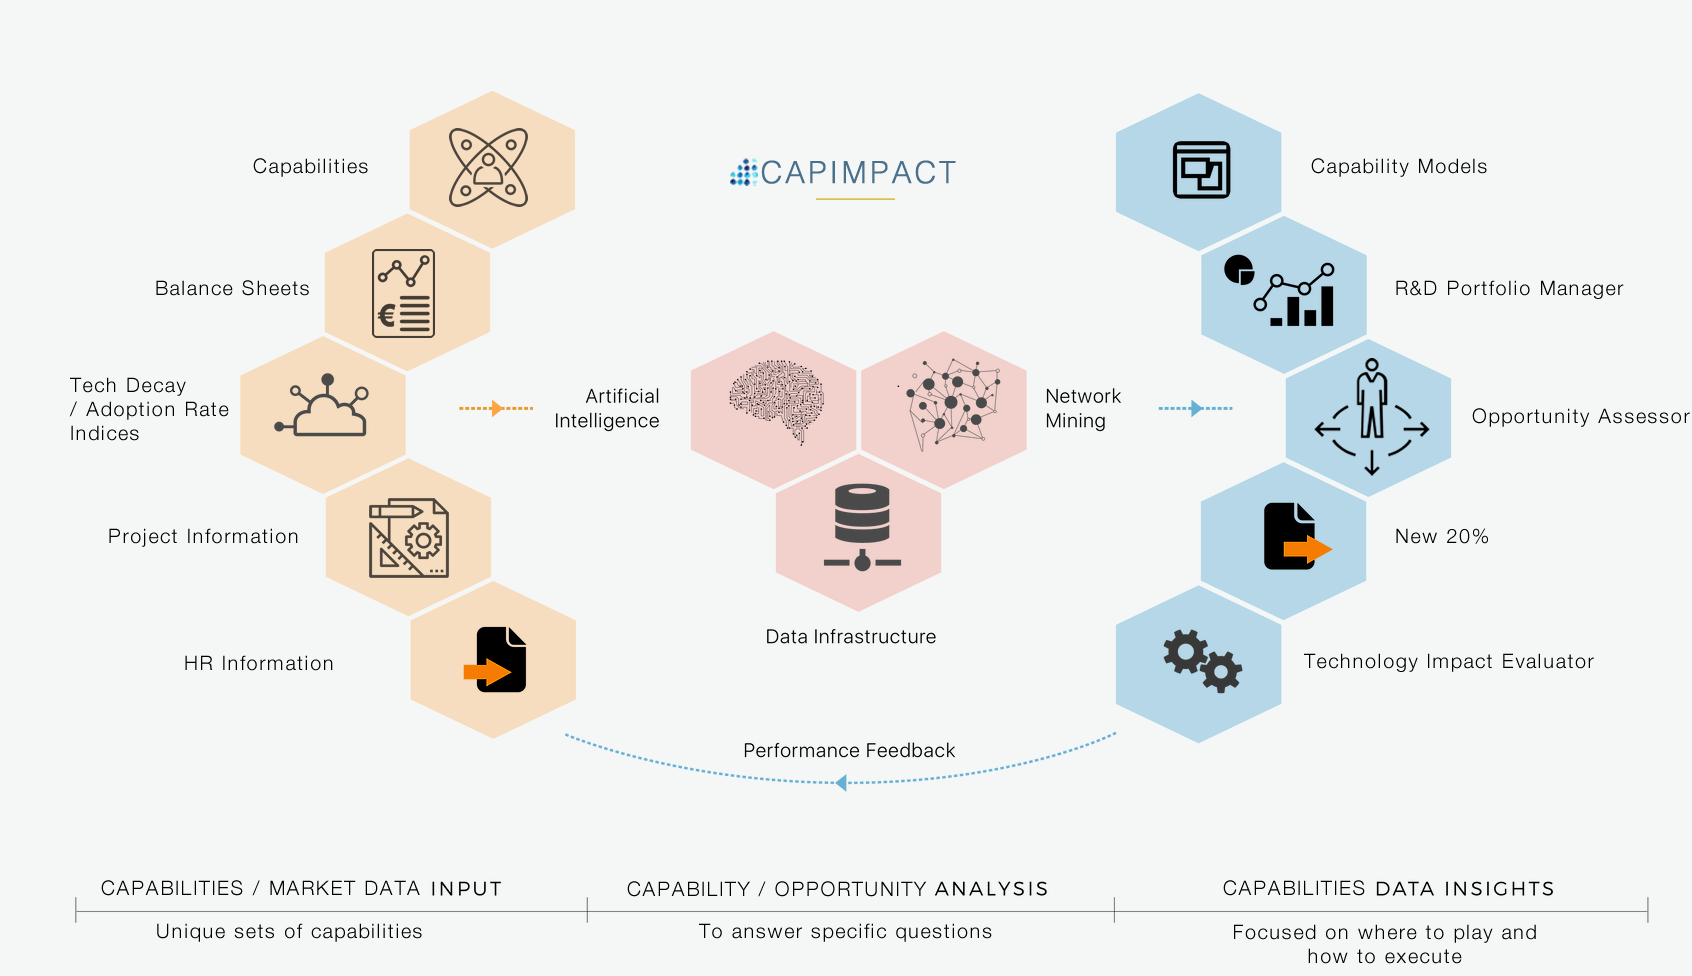 CAPIMPACT
Capabilities
Balance Sheets
Tech Decay
/ Adoption Rate
Indices
Project Information
HR Information
€
Artificial
Intelligence
Network
Mining
Data Infrastructure
Capability Models
R&D Portfolio Manager
Opportunity Assessor
New 20%
Technology Impact Evaluator
Performance Feedback
CAPABILITIES / MARKET DATA INPUT
Unique sets of capabilities
CAPABILITY / OPPORTUNITY ANALYSIS
To answer specific questions
CAPABILITIES DATA INSIGHTS
Focused on where to play and
how to execute